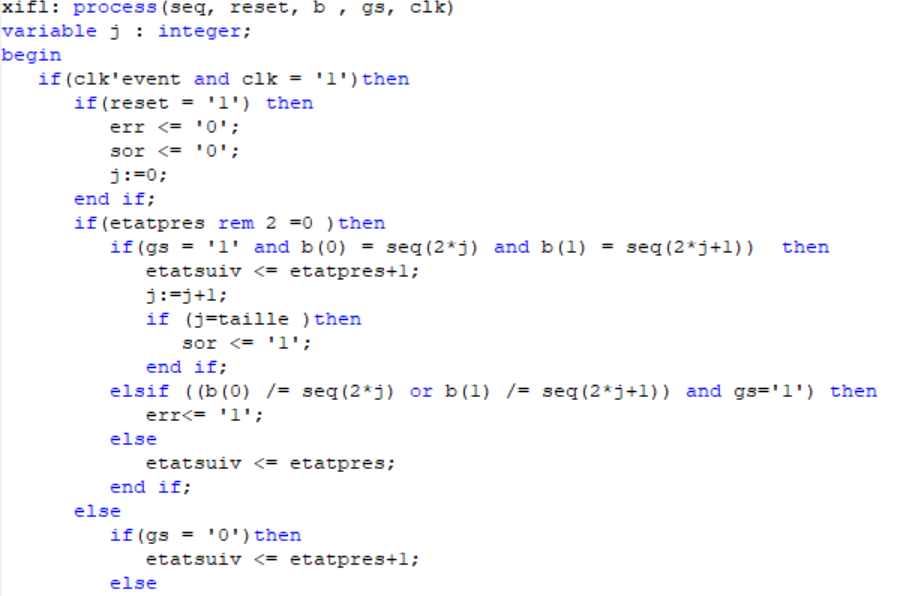 xifl: process(seq, reset, b , gs, clk)
variable j : integer;
begin
   if(clk'event and clk = '1')then
      if(reset = '1') then
         err <= '0';
         sor <= '0';
         j:=0;
      end if;
      if(etatpres rem 2 =0 )then
         if(gs = '1' and b(0) = seq(2*j) and b(1) = seq(2*j+1))  then
            etatsuiv <= etatpres+1;
            j:=j+1;
            if (j=taille )then
               sor <= '1';
            end if;
         elsif ((b(0) /= seq(2*j) or b(1) /= seq(2*j+1)) and gs='1') then
            err<= '1';
         else
            etatsuiv <= etatpres;
         end if;
      else
         if(gs = '0')then
            etatsuiv <= etatpres+1;
         else